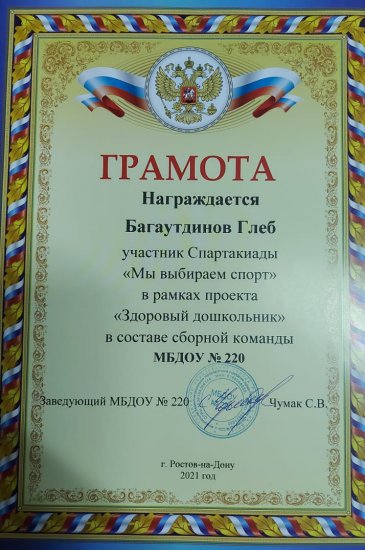 ГРАМОТА
Награждается
Багаутдинов Глеб
участник Спартакиады
«Мы выбираем спорт»
в рамках проекта
«Здоровый дошкольник»
в составе сборной команды
МБДОУ № 220
Заведующий МБДОУ № 220 Чумак С.В.
г. Ростов-на-Дону
2021 год